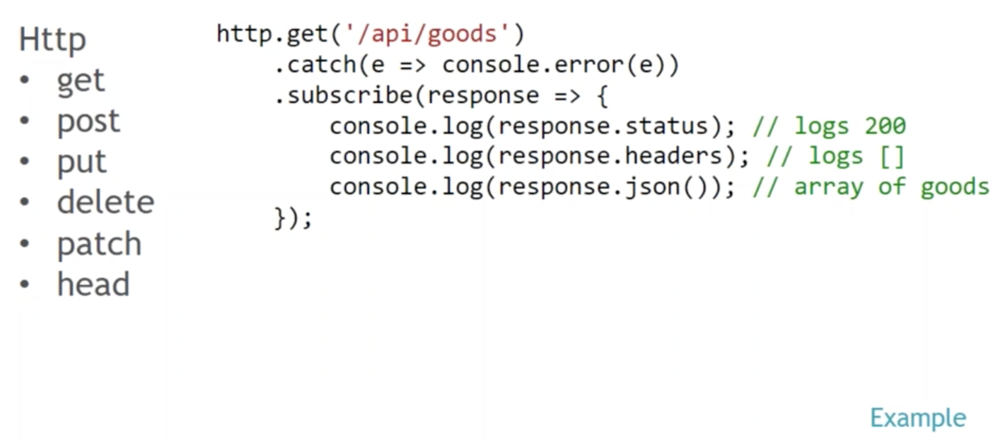 Http
• get
• post
• put
• delete
• patch
• head
http.get('/api/goods')
    .catch(e => console.error(e))
    .subscribe(response => {
        console.log(response.status); // logs 200
        console.log(response.headers); // logs []
        console.log(response.json()); // array of goods
    });
Example